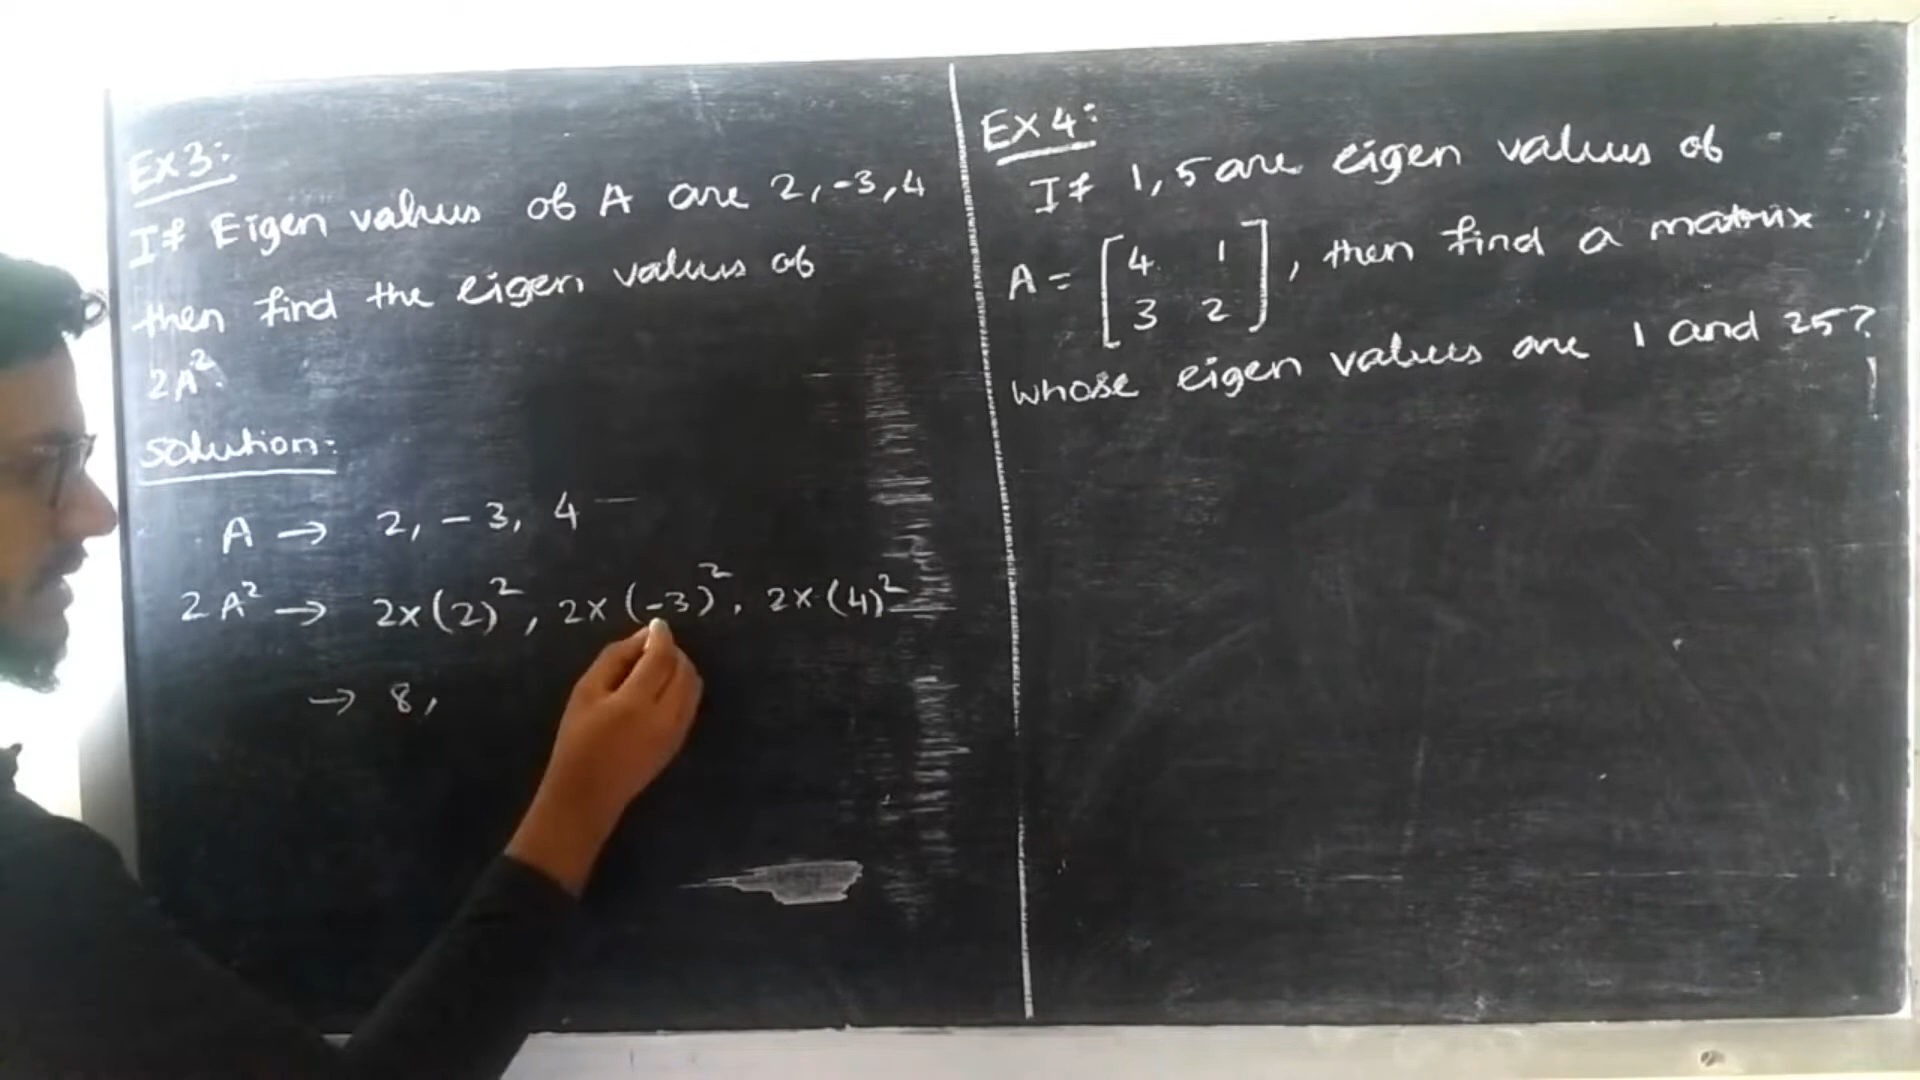 Ex3:
If Eigen values of A are 2, -3, 4
then find the eigen values of
2A².
Solution:
A → 2, -3, 4
2A² → 2x(2)², 2x(-3)², 2x(4)²
→ 8,
Ex4:
If 1, 5 are eigen values of
A = [4 1
3 2], then find a matrix
whose eigen values are 1 and 25?